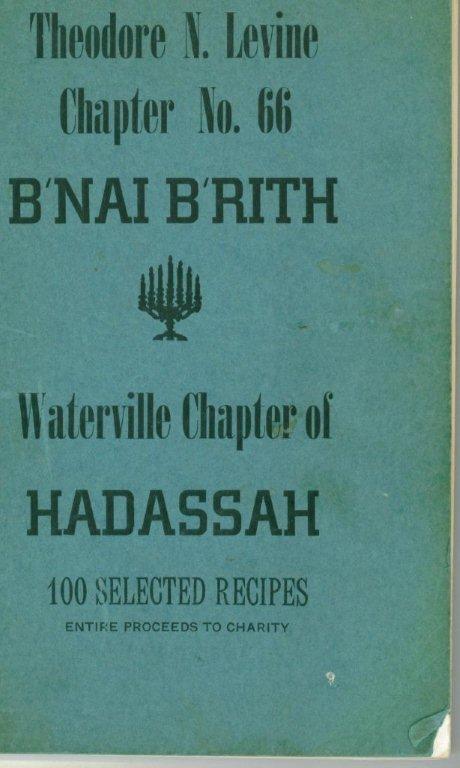 Theodore N. Levine
Chapter No. 66
B'NAI B'RITH
Waterville Chapter of
HADASSAH
100 SELECTED RECIPES
ENTIRE PROCEEDS TO CHARITY